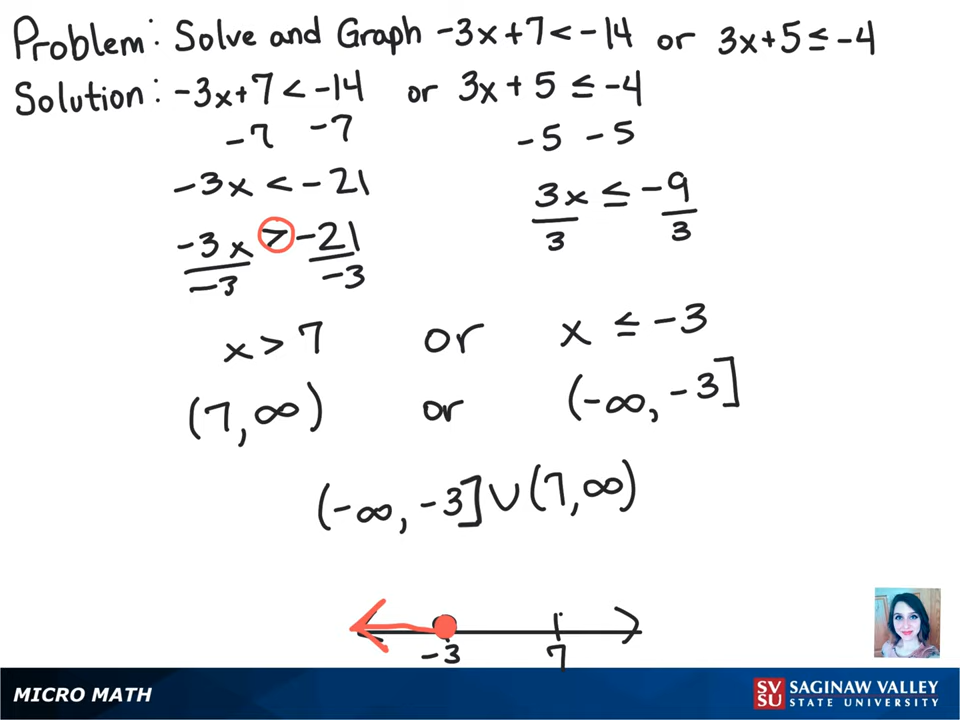 Problem: Solve and Graph -3x+7<-14 or 3x+5≤-4
Solution: -3x+7<-14 or 3x+5≤-4
-7 -7 -5 -5
-3x<-21 3x/3≤-9/3
-3x/-3>-21/-3
x>7 or x≤-3
(7,∞) or (-∞,-3]
(-∞,-3]∪(7,∞)
-3 7
MICRO MATH SV SU SAGINAW VALLEY
STATE UNIVERSITY